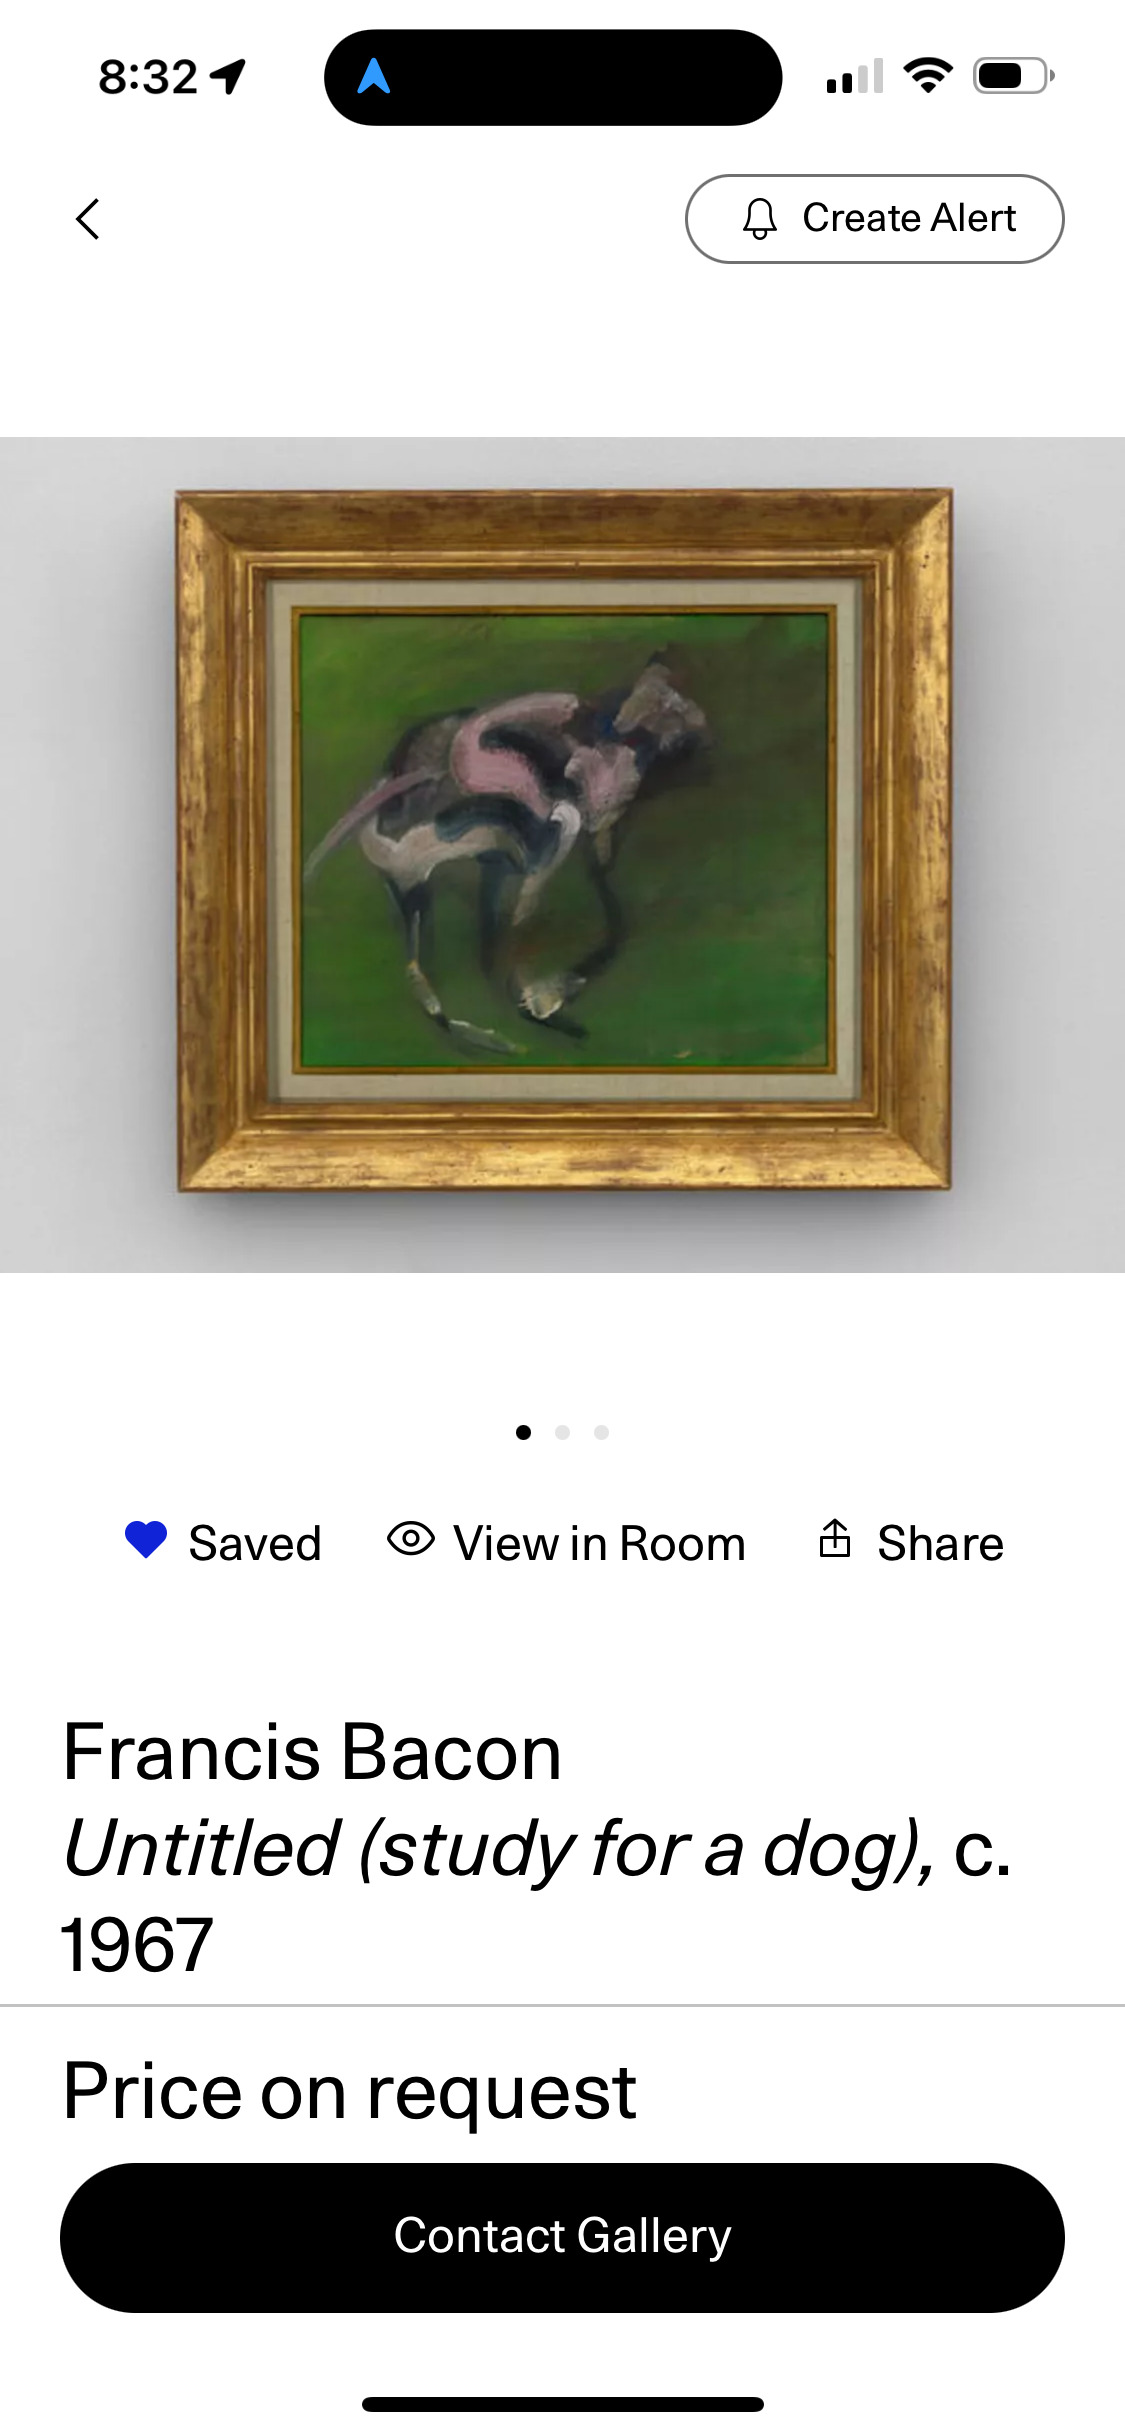 8:32
Create Alert
Saved View in Room Share
Francis Bacon
Untitled (study for a dog), c.
1967
Price on request
Contact Gallery